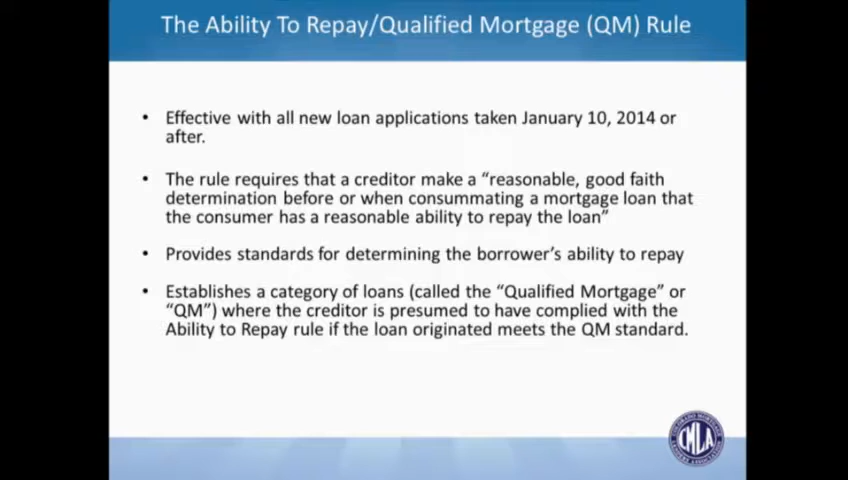 The Ability To Repay/Qualified Mortgage (QM) Rule
• Effective with all new loan applications taken January 10, 2014 or
after.
• The rule requires that a creditor make a “reasonable, good faith
determination before or when consummating a mortgage loan that
the consumer has a reasonable ability to repay the loan”
• Provides standards for determining the borrower’s ability to repay
• Establishes a category of loans (called the “Qualified Mortgage” or
“QM”) where the creditor is presumed to have complied with the
Ability to Repay rule if the loan originated meets the QM standard.
CMLA